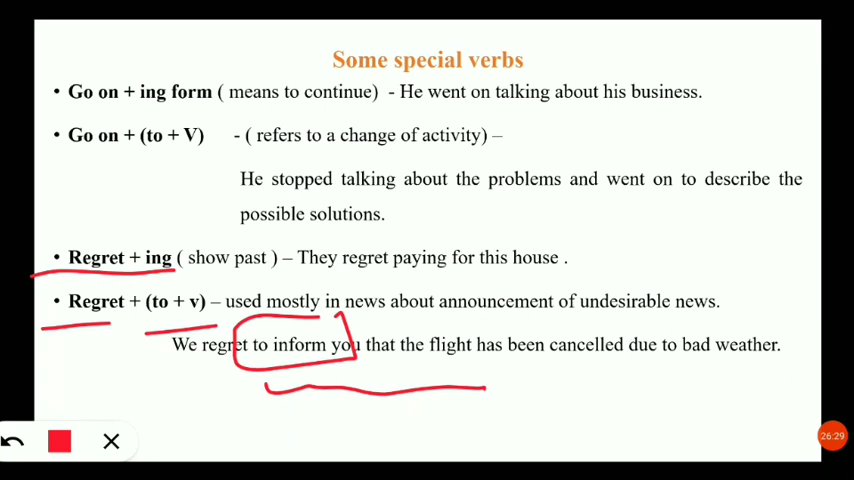 Some special verbs
• Go on + ing form ( means to continue) - He went on talking about his business.
• Go on + (to + V) - ( refers to a change of activity) –
He stopped talking about the problems and went on to describe the
possible solutions.
• Regret + ing ( show past ) – They regret paying for this house .
• Regret + (to + v) – used mostly in news about announcement of undesirable news.
We regret to inform you that the flight has been cancelled due to bad weather.
26:29